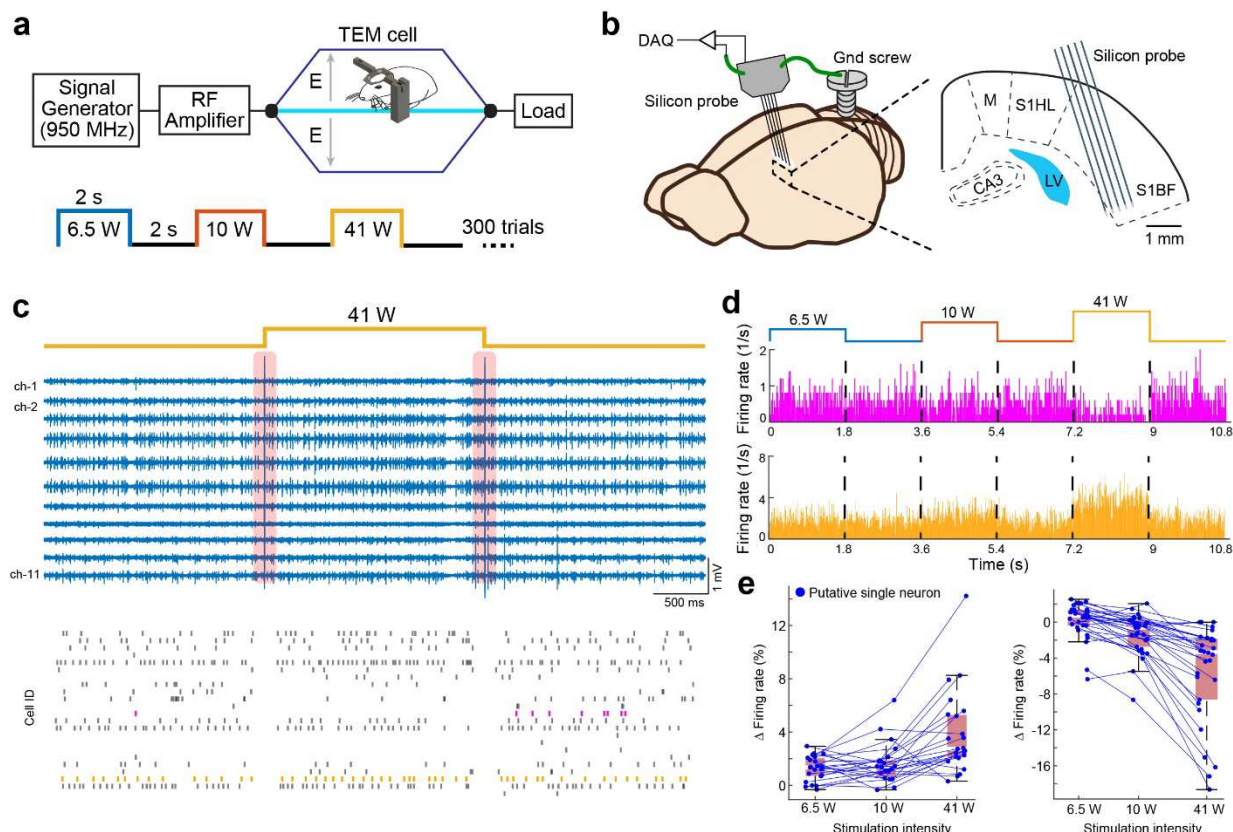 a
TEM cell
Signal
Generator
(950 MHz)
RF
Amplifier
E
E
Load
2 s
6.5 W
2 s
10 W
41 W
300 trials
b
DAQ
Gnd screw
Silicon probe
Silicon probe
M
S1HL
CA3
LV
S1BF
1 mm
c
41 W
ch-1
ch-2
ch-11
1 mV
500 ms
Cell ID
d
6.5 W
10 W
41 W
Firing rate (1/s)
2
1
0
0 1.8 3.6 5.4 7.2 9 10.8
Firing rate (1/s)
8
4
0
0 1.8 3.6 5.4 7.2 9 10.8
Time (s)
e
Putative single neuron
Δ Firing rate (%)
12
8
4
0
6.5 W 10 W 41 W
Stimulation intensity
Δ Firing rate (%)
0
-4
-8
-12
-16
6.5 W 10 W 41 W
Stimulation intensity